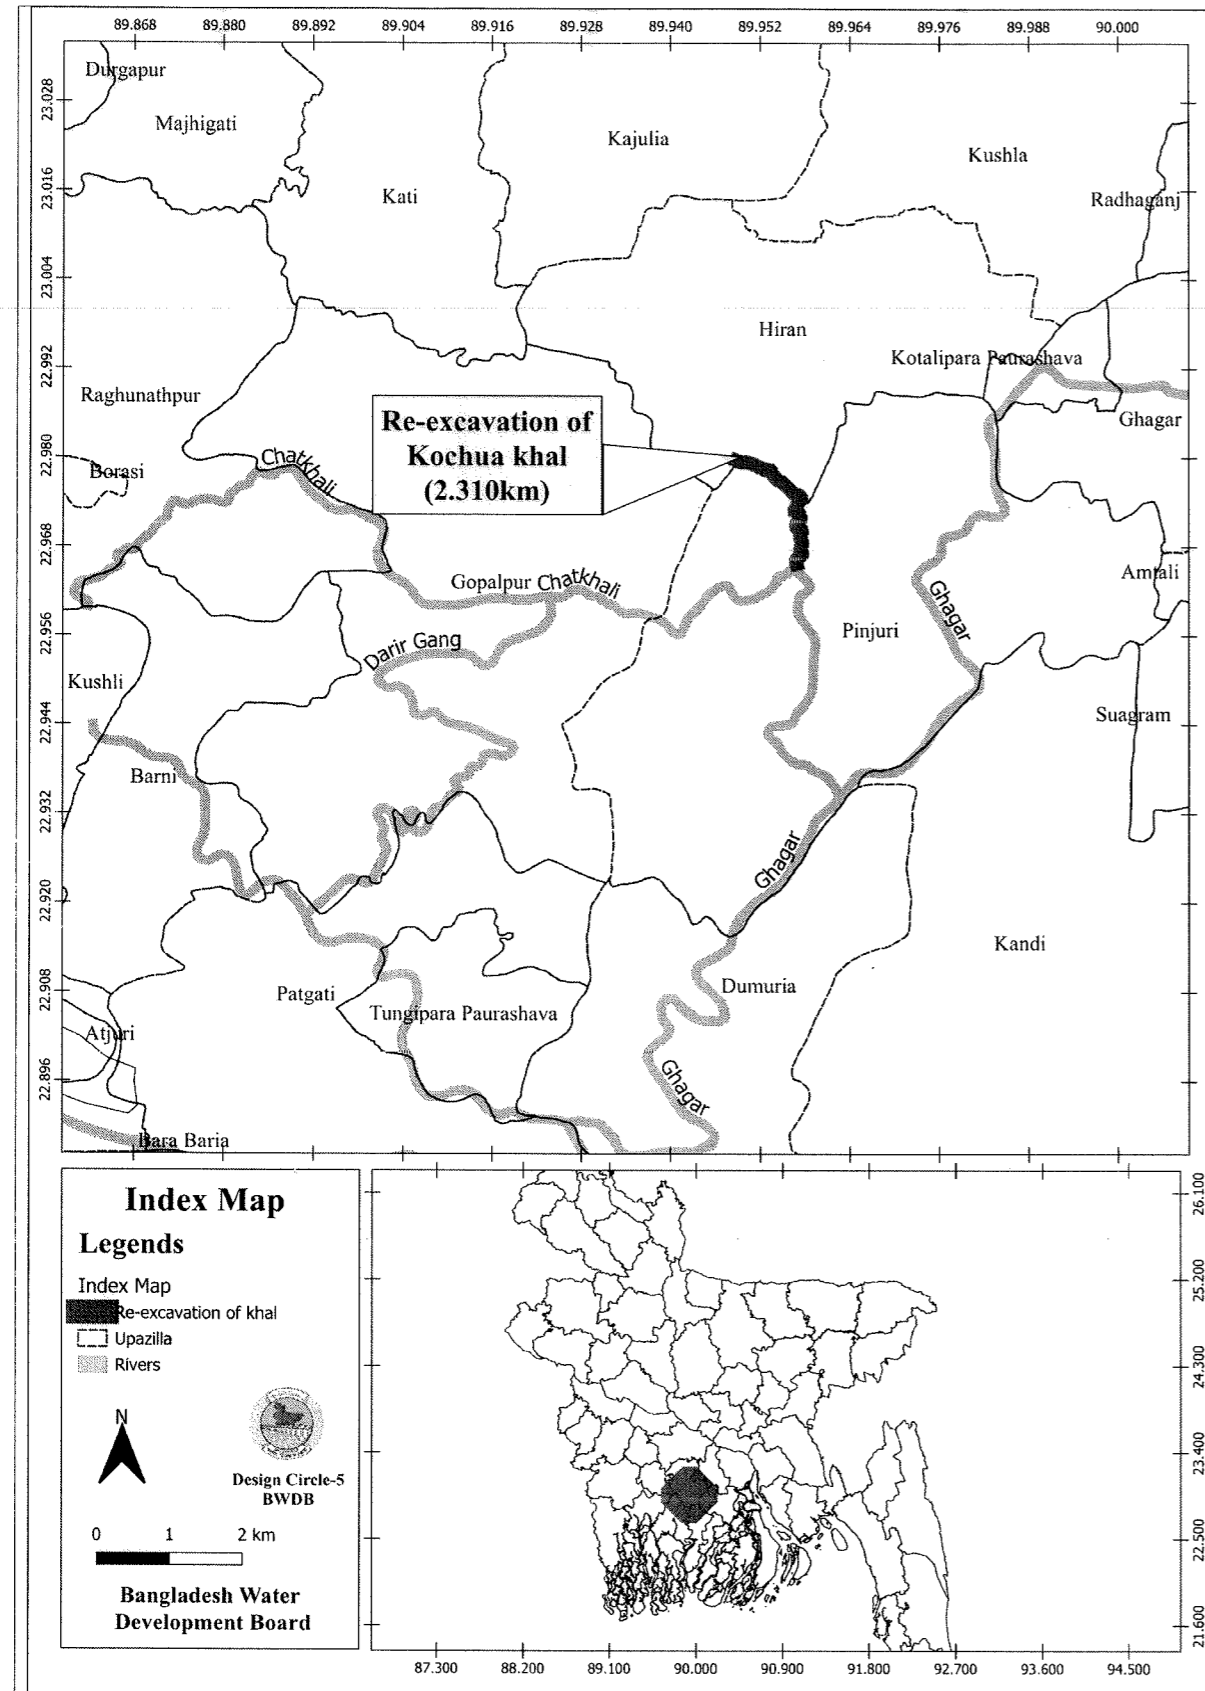 89.868 89.880 89.892 89.904 89.916 89.928 89.940 89.952 89.964 89.976 89.988 90.000
23.028
23.016
23.004
22.992
22.980
22.968
22.956
22.944
22.932
22.920
22.908
22.896
Durgapur
Majhigati
Kajulia
Kushla
Kati
Radhaganj
Hiran
Kotalipara Paurashava
Raghunathpur
Ghagar
Re-excavation of
Kochua khal
(2.310km)
Borasi
Chatkhali
Gopalpur
Chatkhali
Amtali
Ghagar
Pinjuri
Darir Gang
Kushli
Suagram
Barni
Ghagar
Kandi
Dumuria
Patgati
Tungipara Paurashava
Atjuri
Ghagar
Bara Baria
Index Map
Legends
Index Map
Re-excavation of khal
Upazilla
Rivers
N
Design Circle-5
BWDB
0 1 2 km
Bangladesh Water
Development Board
26.100
25.200
24.300
23.400
22.500
21.600
87.300 88.200 89.100 90.000 90.900 91.800 92.700 93.600 94.500